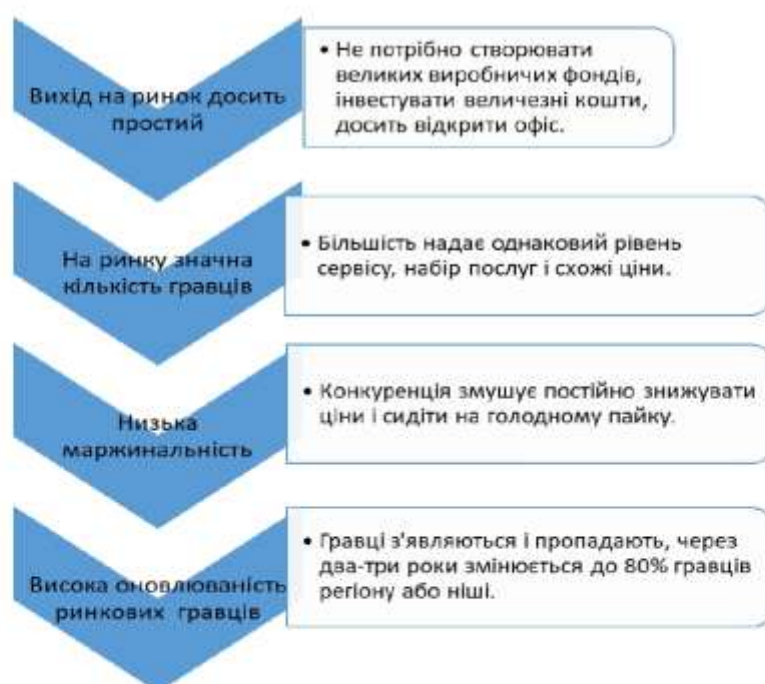 Вихід на ринок досить
простий
• Не потрібно створювати
великих виробничих фондів,
інвестувати величезні кошти,
досить відкрити офіс.
На ринку значна
кількість гравців
• Більшість надає однаковий рівень
сервісу, набір послуг і схожі ціни.
Низька
маржинальність
• Конкуренція змушує постійно знижувати
ціни і сидіти на голодному пайку.
Висока оновлюваність
ринкових гравців
• Гравці з'являються і пропадають, через
два-три роки змінюється до 80% гравців
регіону або ніші.